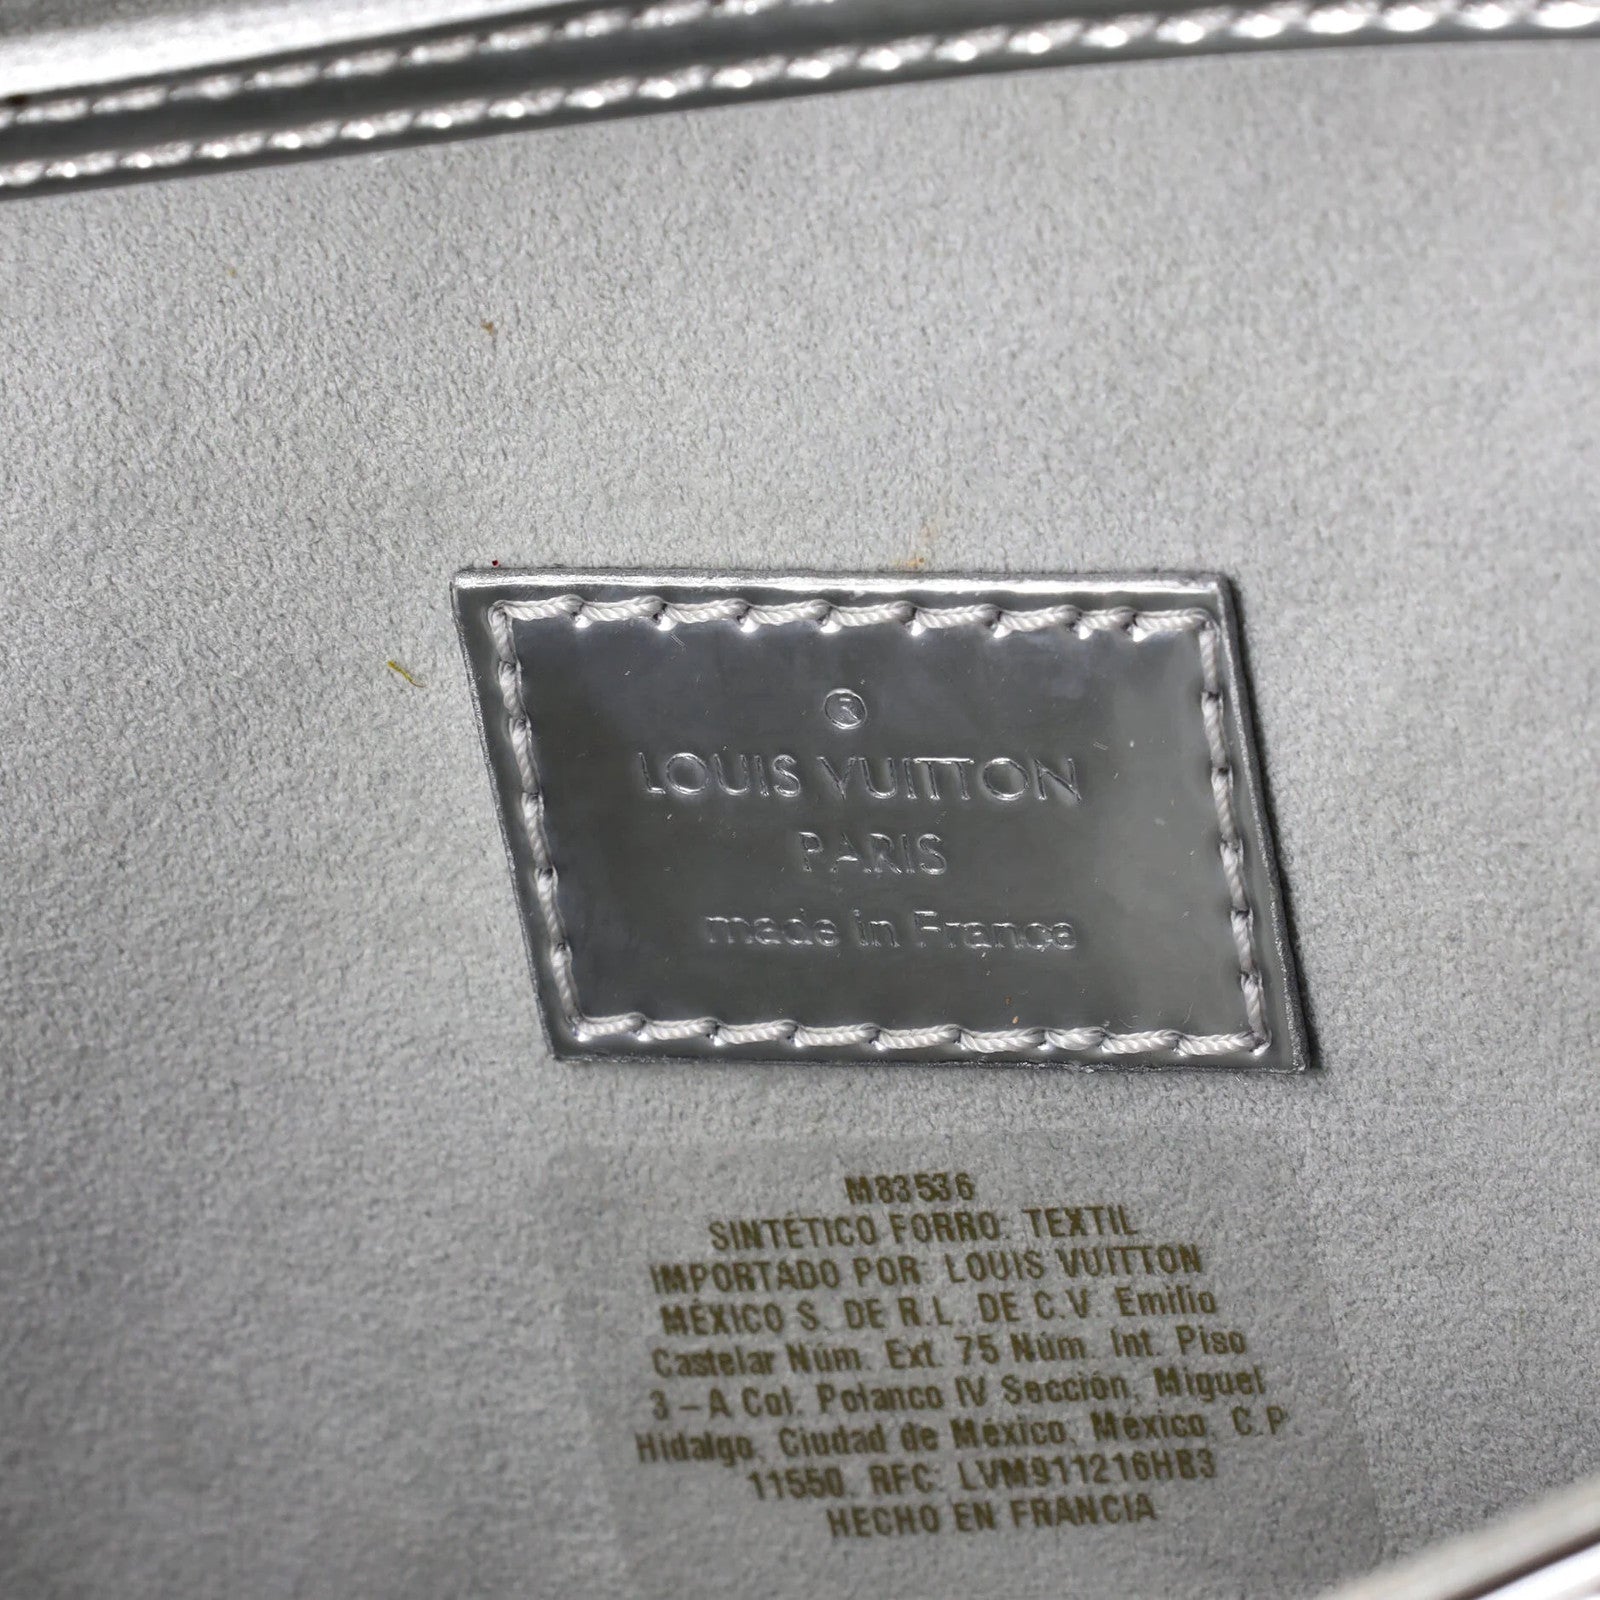 ®
LOUIS VUITTON
PARIS
made in France
M83536
SINTÉTICO FORRO: TEXTIL
IMPORTADO POR: LOUIS VUITTON
MÉXICO S. DE R.L. DE C.V. Emilio
Castelar Núm. Ext. 75 Núm. Int. Piso
3-A Col. Polanco IV Sección, Miguel
Hidalgo, Ciudad de México, México, C.P.
11550. RFC: LVM911216HB3
HECHO EN FRANCIA